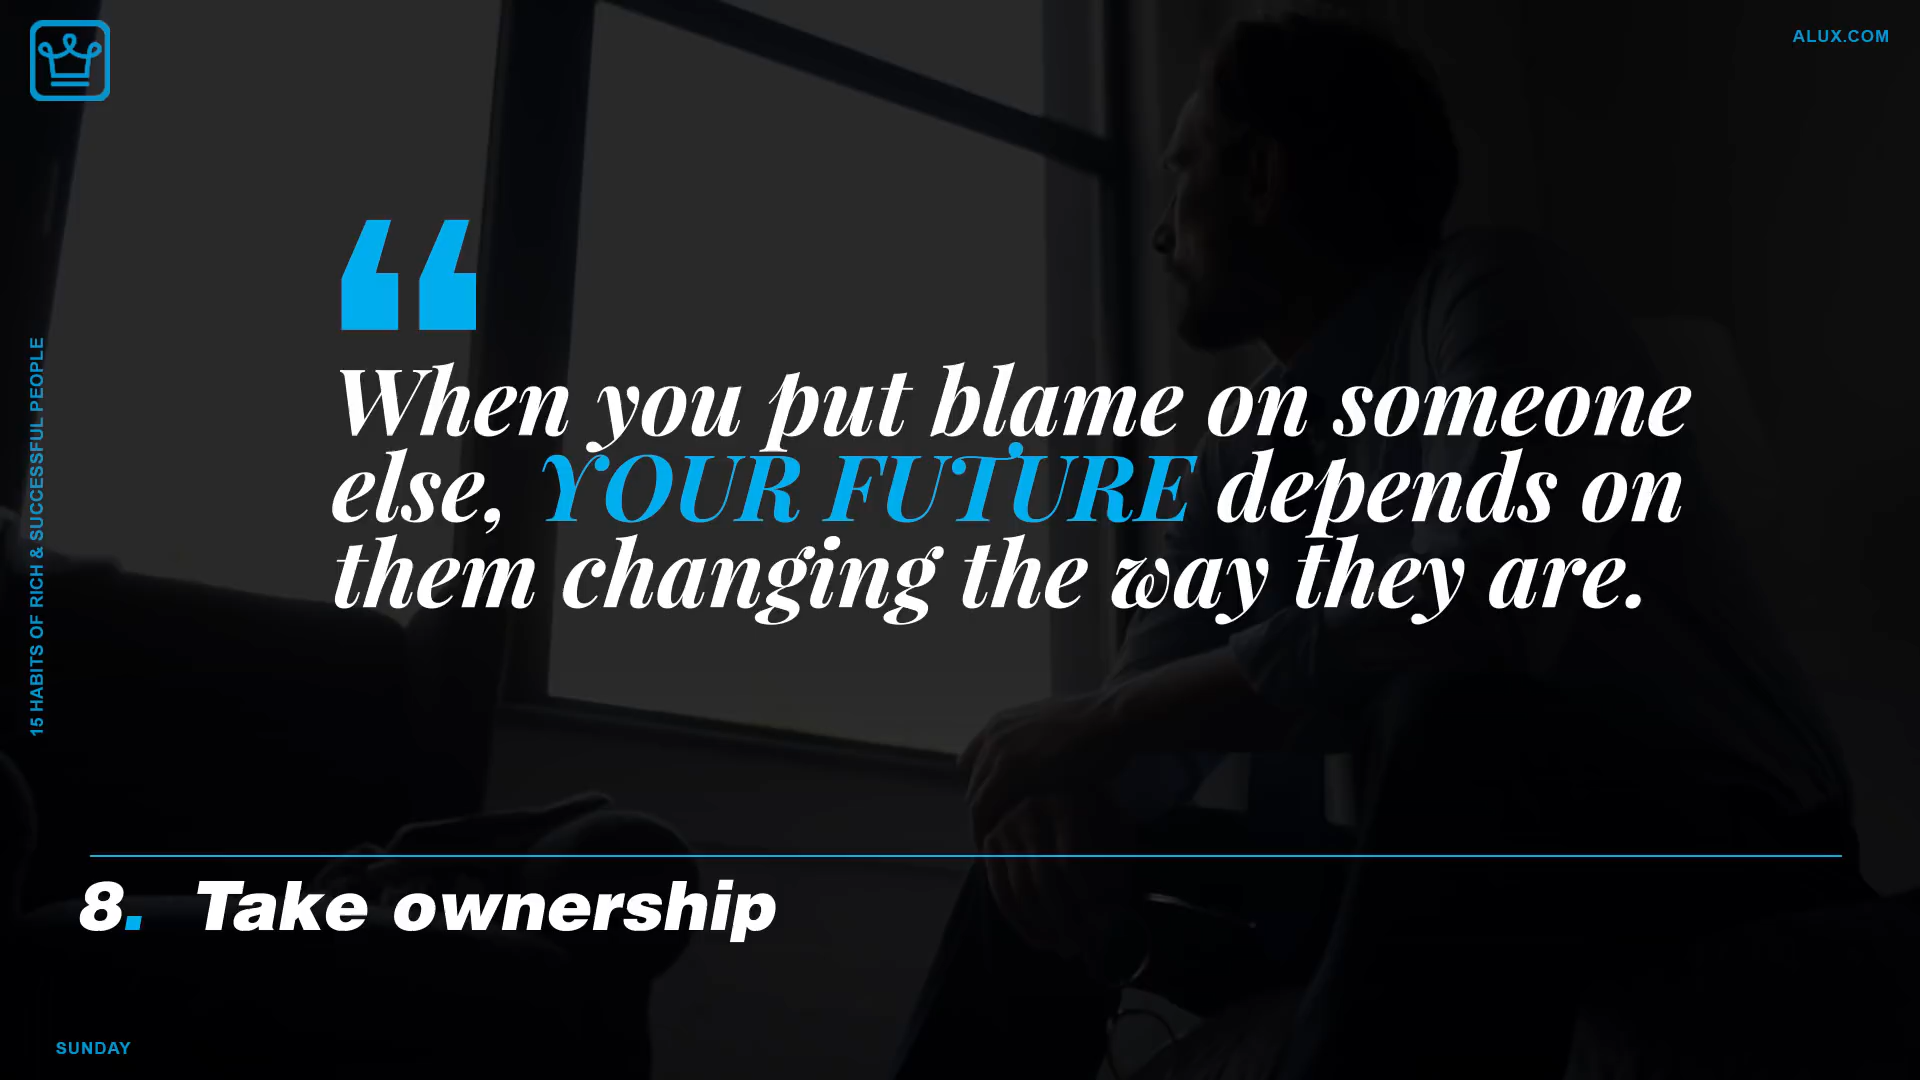 ALUX.COM
“
When you put blame on someone
else, YOUR FUTURE depends on
them changing the way they are.
15 HABITS OF RICH & SUCCESSFUL PEOPLE
8. Take ownership
SUNDAY